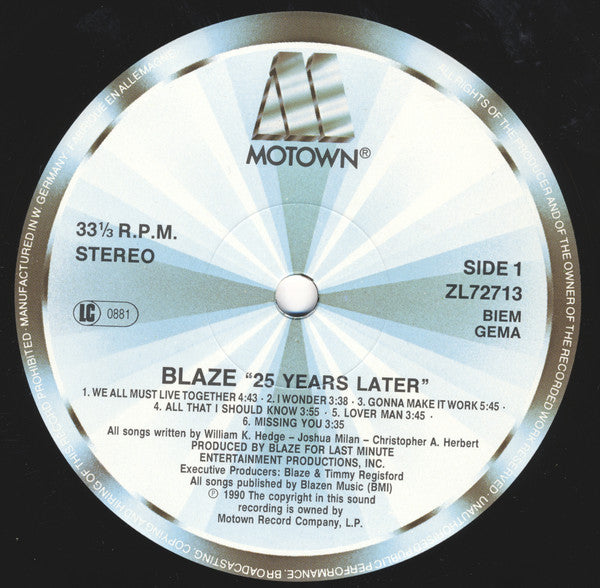 MOTOWN®
33⅓ R.P.M.
STEREO
LC 0881
SIDE 1
ZL72713
BIEM
GEMA
BLAZE "25 YEARS LATER"
1. WE ALL MUST LIVE TOGETHER 4:43 · 2. I WONDER 3:38 · 3. GONNA MAKE IT WORK 5:45 ·
4. ALL THAT I SHOULD KNOW 3:55 · 5. LOVER MAN 3:45 ·
6. MISSING YOU 3:35
All songs written by William K. Hedge – Joshua Milan – Christopher A. Herbert
PRODUCED BY BLAZE FOR LAST MINUTE
ENTERTAINMENT PRODUCTIONS, INC.
Executive Producers: Blaze & Timmy Regisford
All songs published by Blazen Music (BMI)
℗ 1990 The copyright in this sound
recording is owned by
Motown Record Company, L.P.
ALL RIGHTS OF THE PRODUCER AND OF THE OWNER OF THE RECORDED WORK RESERVED · PUBLIC PERFORMANCE, BROADCASTING, COPYING AND HIRING OF THIS PROHIBITED · MANUFACTURED IN W. GERMANY EN ALLEMAGNE